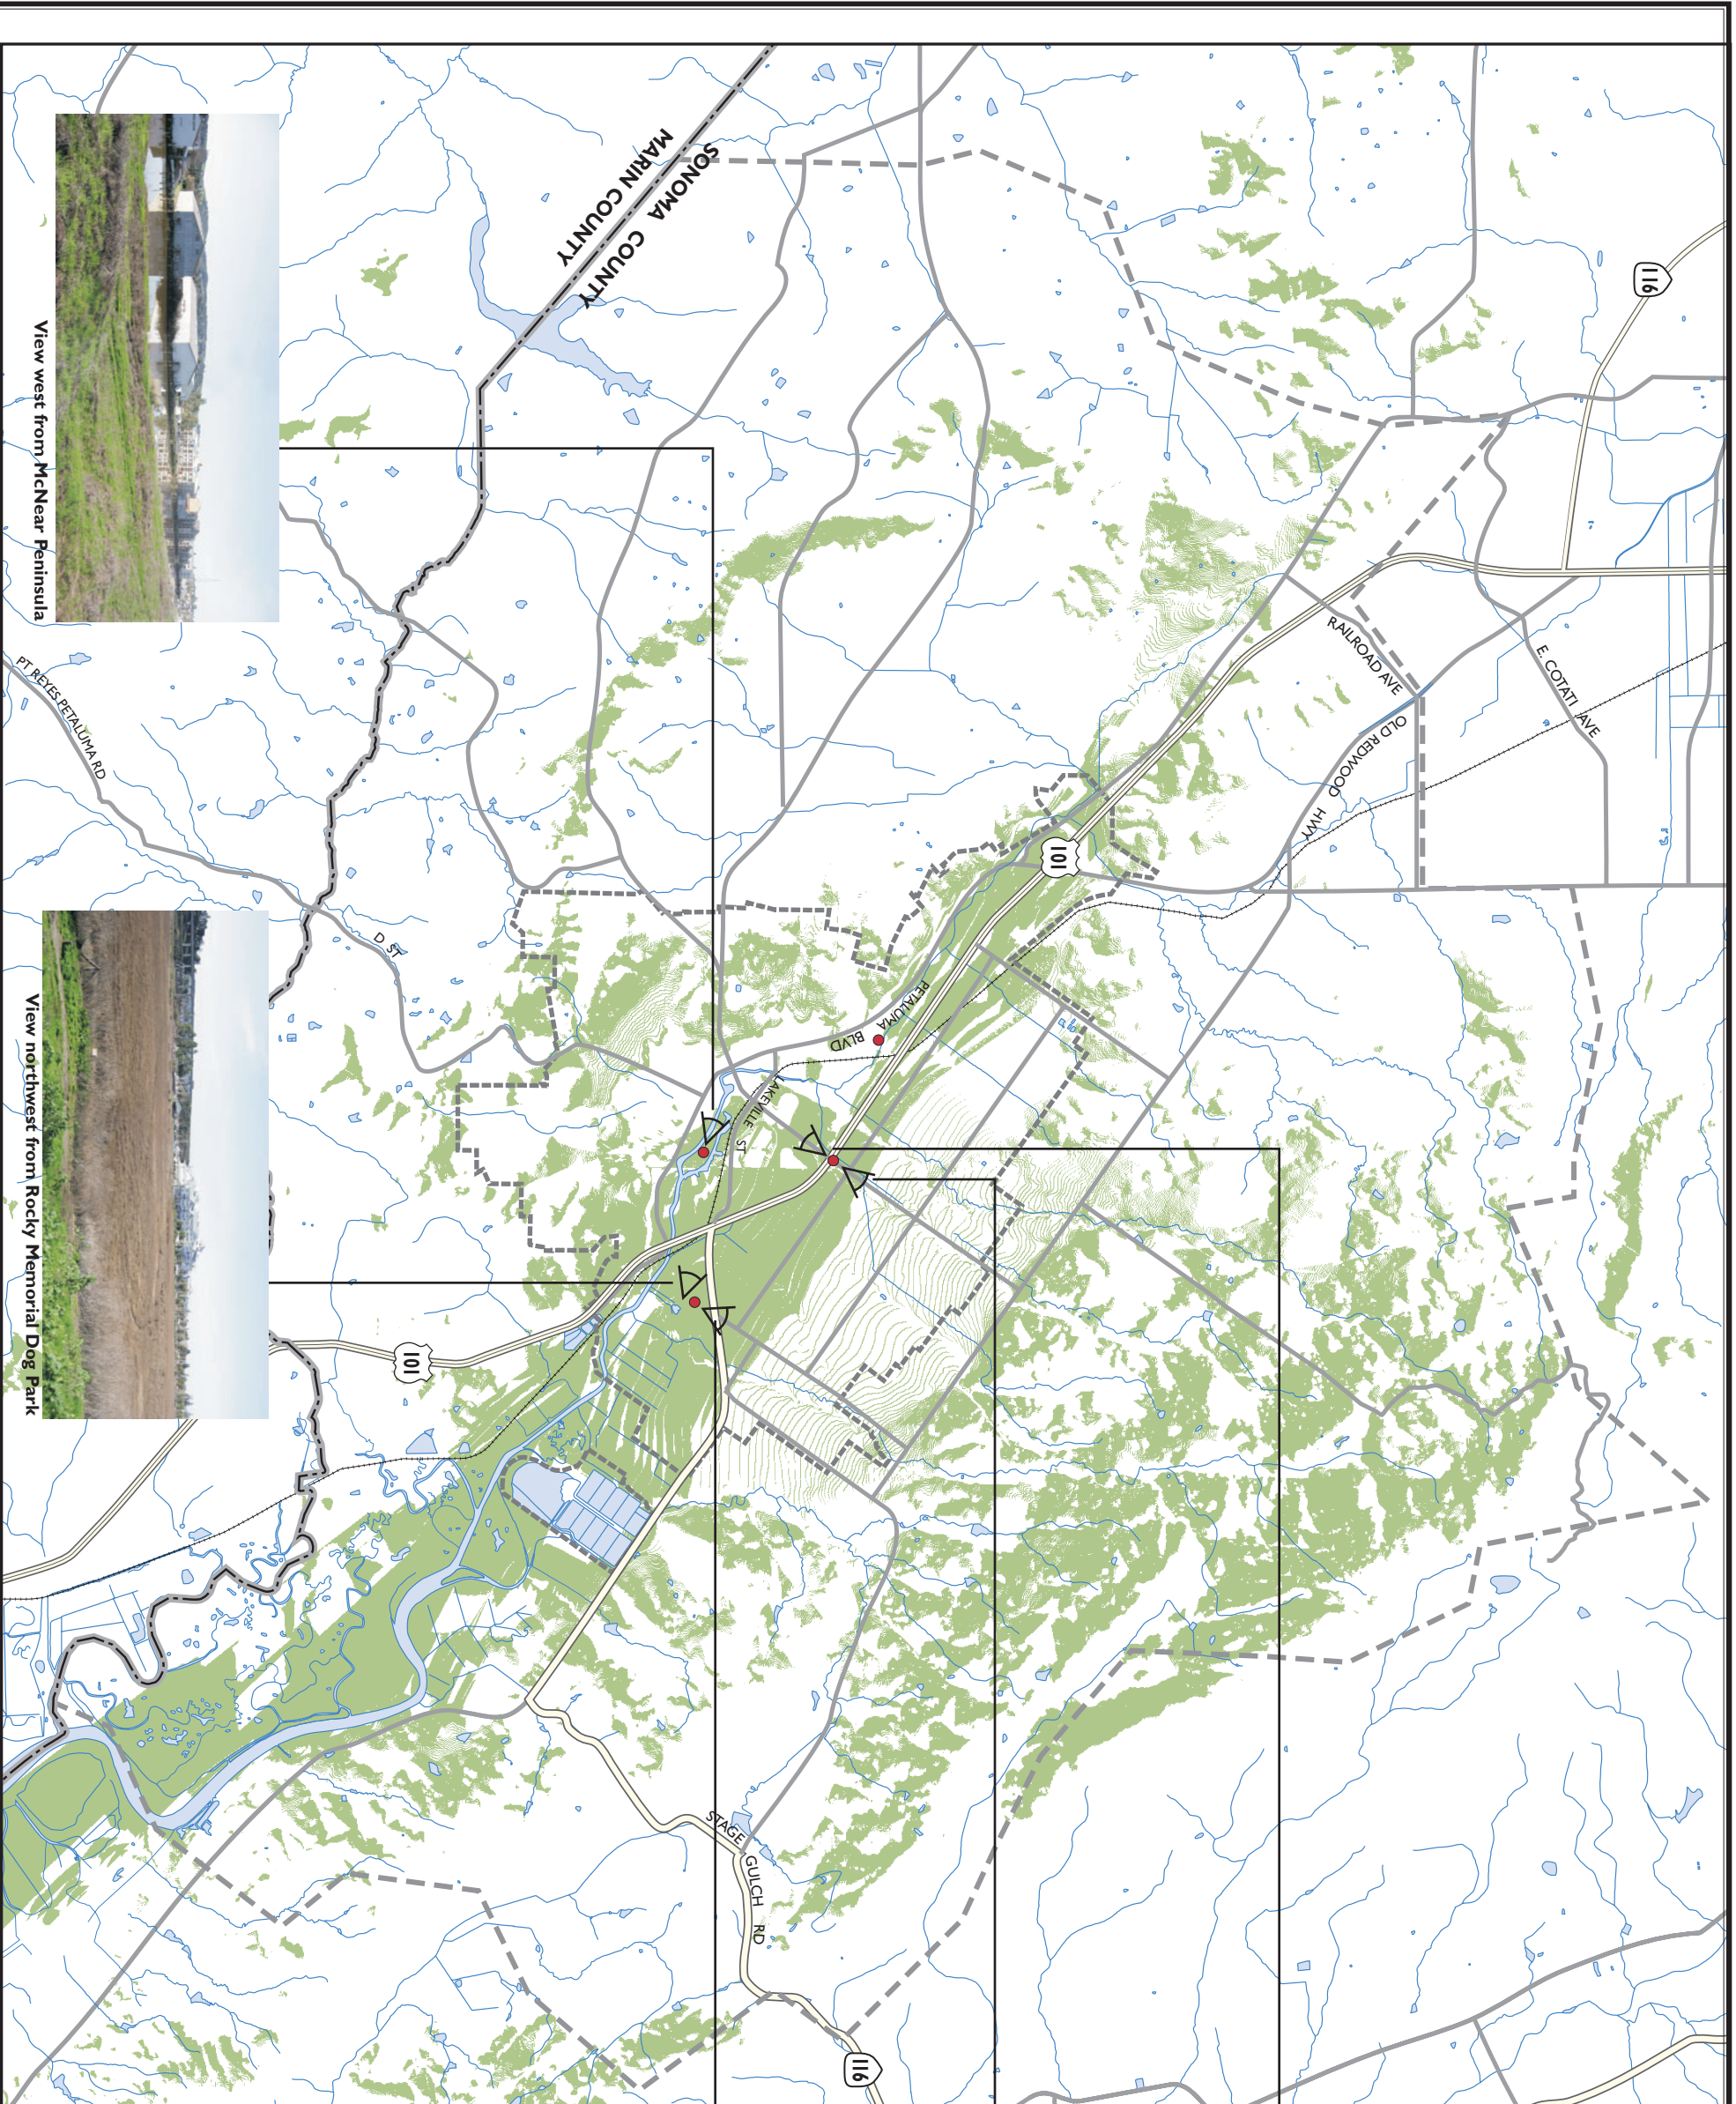 116
SONOMA COUNTY
MARIN COUNTY
View west from McNear Peninsula
RAILROAD AVE
E. COTATI AVE
OLD REDWOOD HWY
PT REYES PETALUMA RD
101
D ST
PETALUMA BLVD
LAKEVILLE ST
View northwest from Rocky Memorial Dog Park
101
STAGE GULCH RD
116